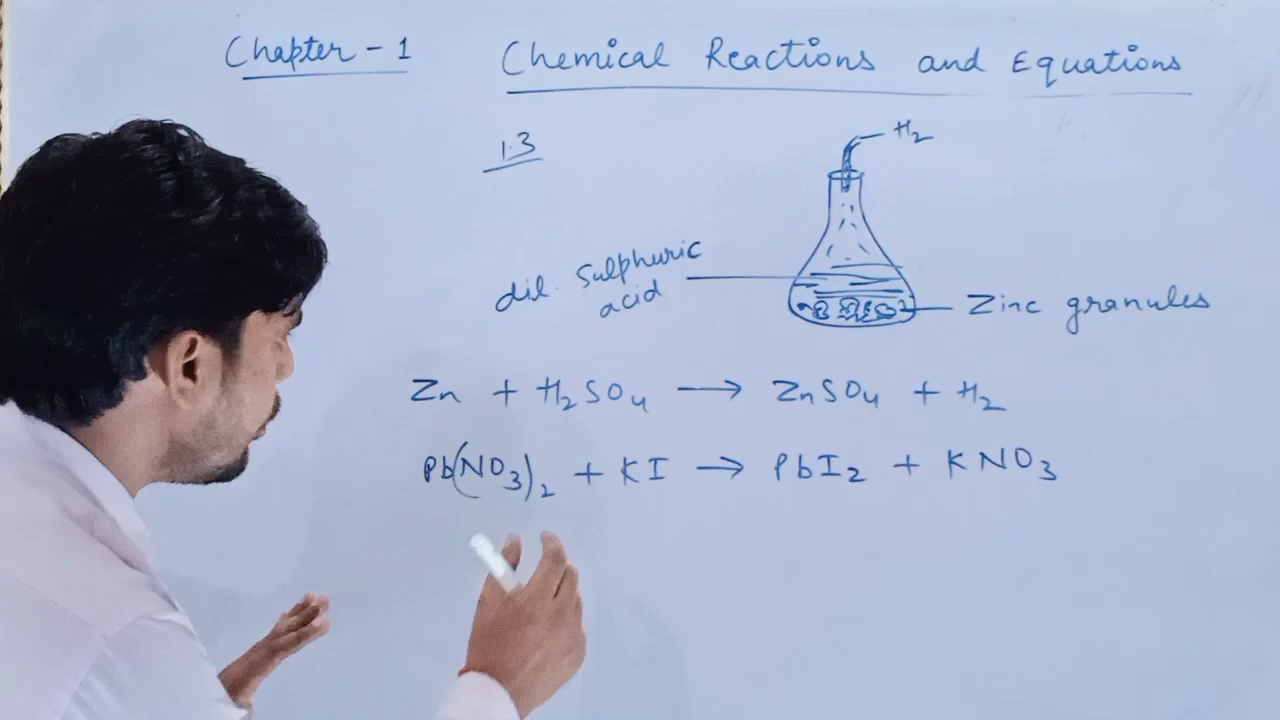 Chapter - 1 Chemical Reactions and Equations
1.3
H₂
dil. Sulphuric
acid
Zinc granules
Zn + H₂SO₄ ⟶ ZnSO₄ + H₂
Pb(NO₃)₂ + KI ⟶ PbI₂ + KNO₃